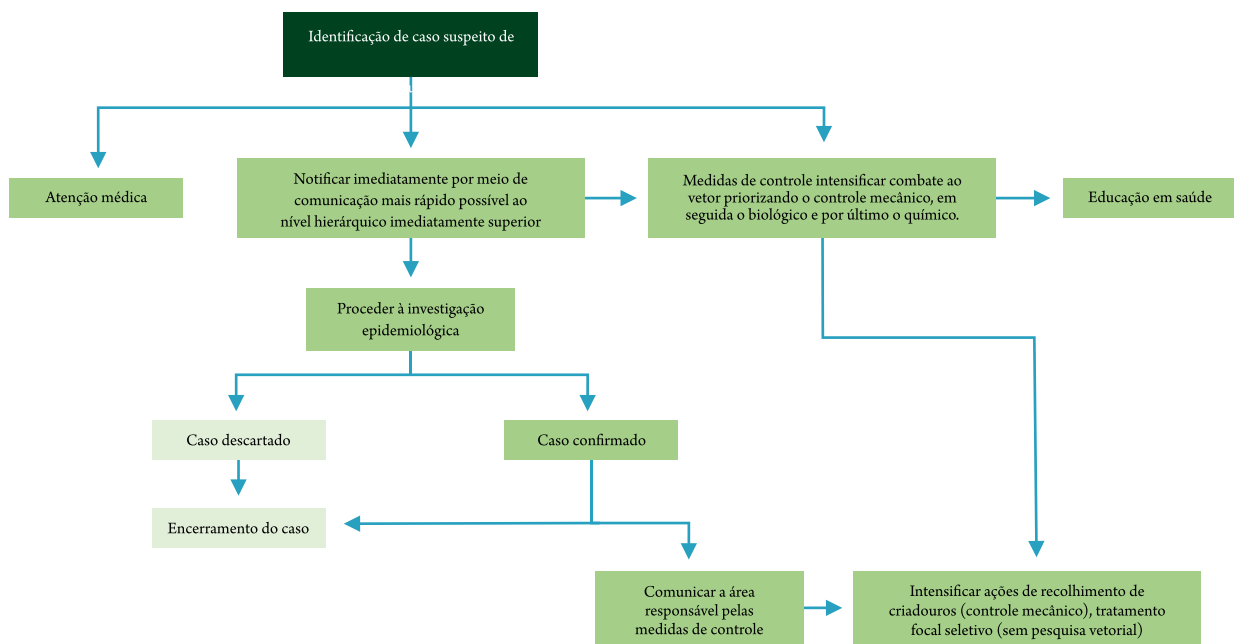 Identificação de caso suspeito de
Atenção médica
Notificar imediatamente por meio de
comunicação mais rápido possível ao
nível hierárquico imediatamente superior
Medidas de controle intensificar combate ao
vetor priorizando o controle mecânico, em
seguida o biológico e por último o químico.
Educação em saúde
Proceder à investigação
epidemiológica
Caso descartado
Caso confirmado
Encerramento do caso
Comunicar a área
responsável pelas
medidas de controle
Intensificar ações de recolhimento de
criadouros (controle mecânico), tratamento
focal seletivo (sem pesquisa vetorial)